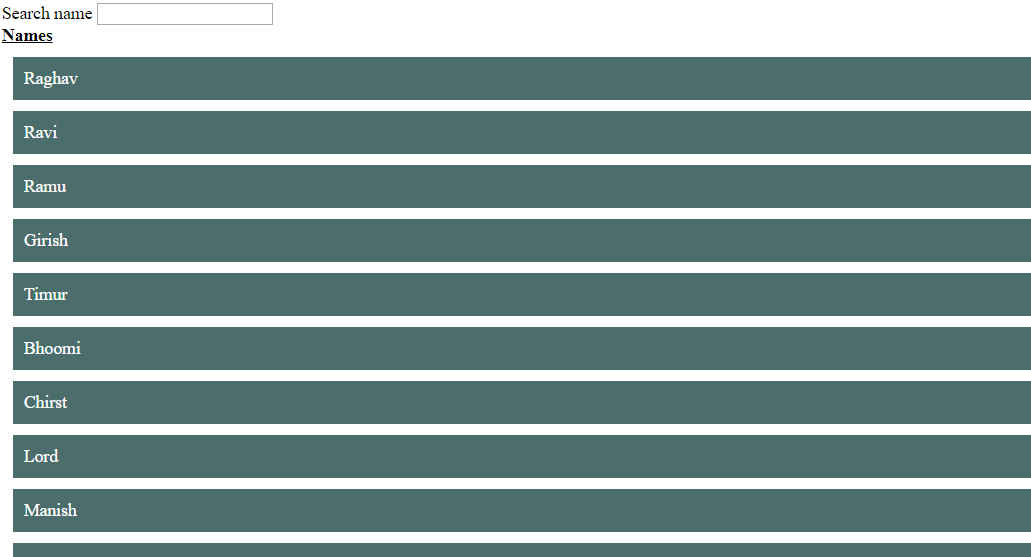 Search name
Names
Raghav
Ravi
Ramu
Girish
Timur
Bhoomi
Chirst
Lord
Manish